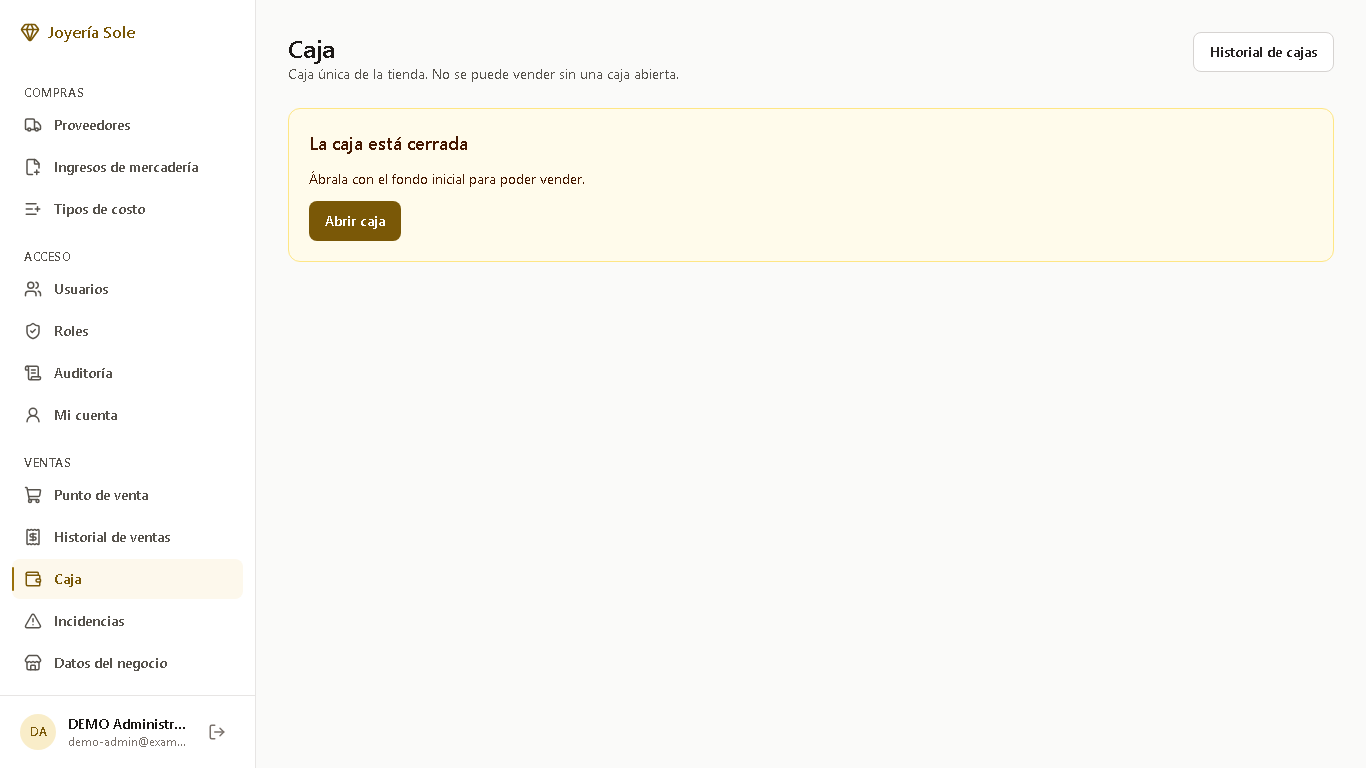 Joyería Sole
COMPRAS
Proveedores
Ingresos de mercadería
Tipos de costo
ACCESO
Usuarios
Roles
Auditoría
Mi cuenta
VENTAS
Punto de venta
Historial de ventas
Caja
Incidencias
Datos del negocio
DA
DEMO Administr...
demo-admin@exam...
Caja
Caja única de la tienda. No se puede vender sin una caja abierta.
Historial de cajas
La caja está cerrada
Ábrala con el fondo inicial para poder vender.
Abrir caja